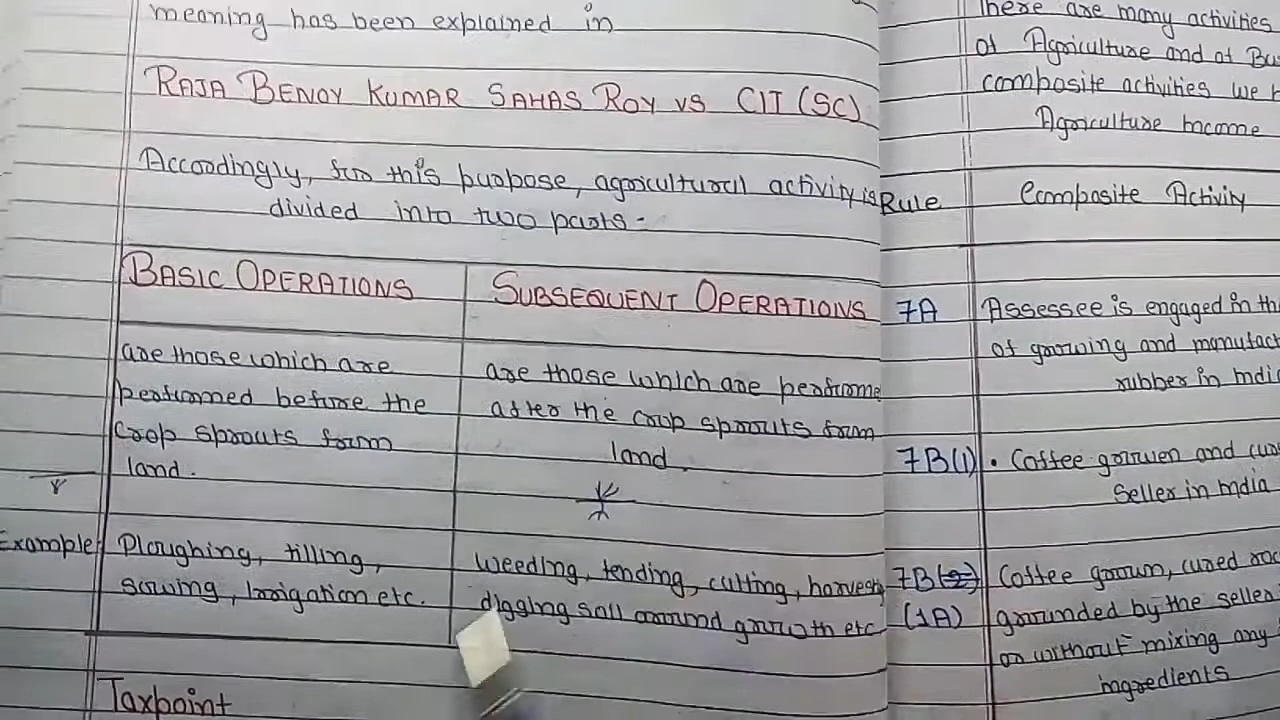 meaning has been explained in
RAJA BENOY KUMAR SAHAS ROY VS CIT (SC)
Accordingly, for this purpose, agricultural activity is
divided into two parts-
BASIC OPERATIONS
are those which are
performed before the
crop sprouts form
land.
SUBSEQUENT OPERATIONS
are those which are performe
after the crop sprouts form
land.
Example
Ploughing, tilling,
sowing, Irrigation etc.
weeding, tending, cutting, harvest
digging soil around growth etc
Taxpoint
There are many activities
of Agriculture and of Bu
composite activities we
Agriculture Income
Rule
Composite Activity
7A
Assessee is engaged in th
of growing and manufact
rubber in Indi
7B(1)
• Coffee grown and cu
Seller in India
7B
(1A)
Coffee grown, cured
grounded by the seller
or without mixing any
ingredients